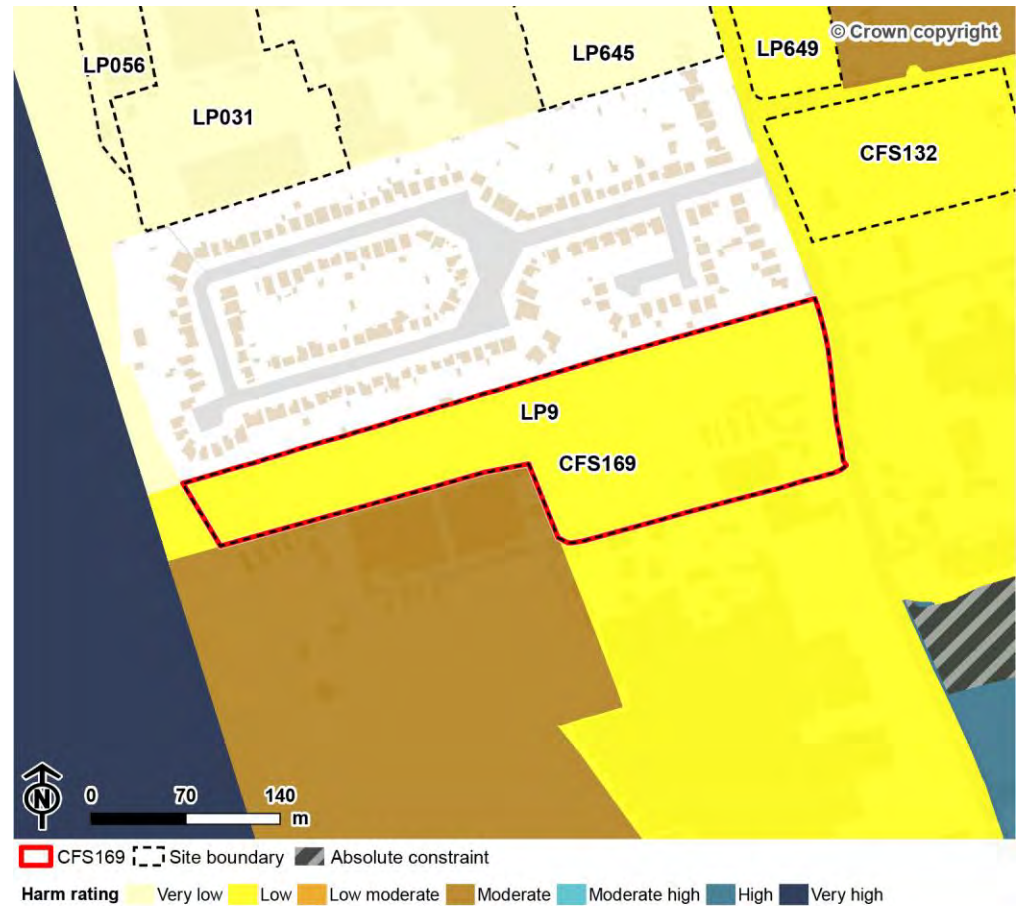 © Crown copyright
LP056
LP645
LP649
LP031
CFS132
LP9
CFS169
N
0 70 140
m
CFS169 Site boundary Absolute constraint
Harm rating Very low Low Low moderate Moderate Moderate high High Very high